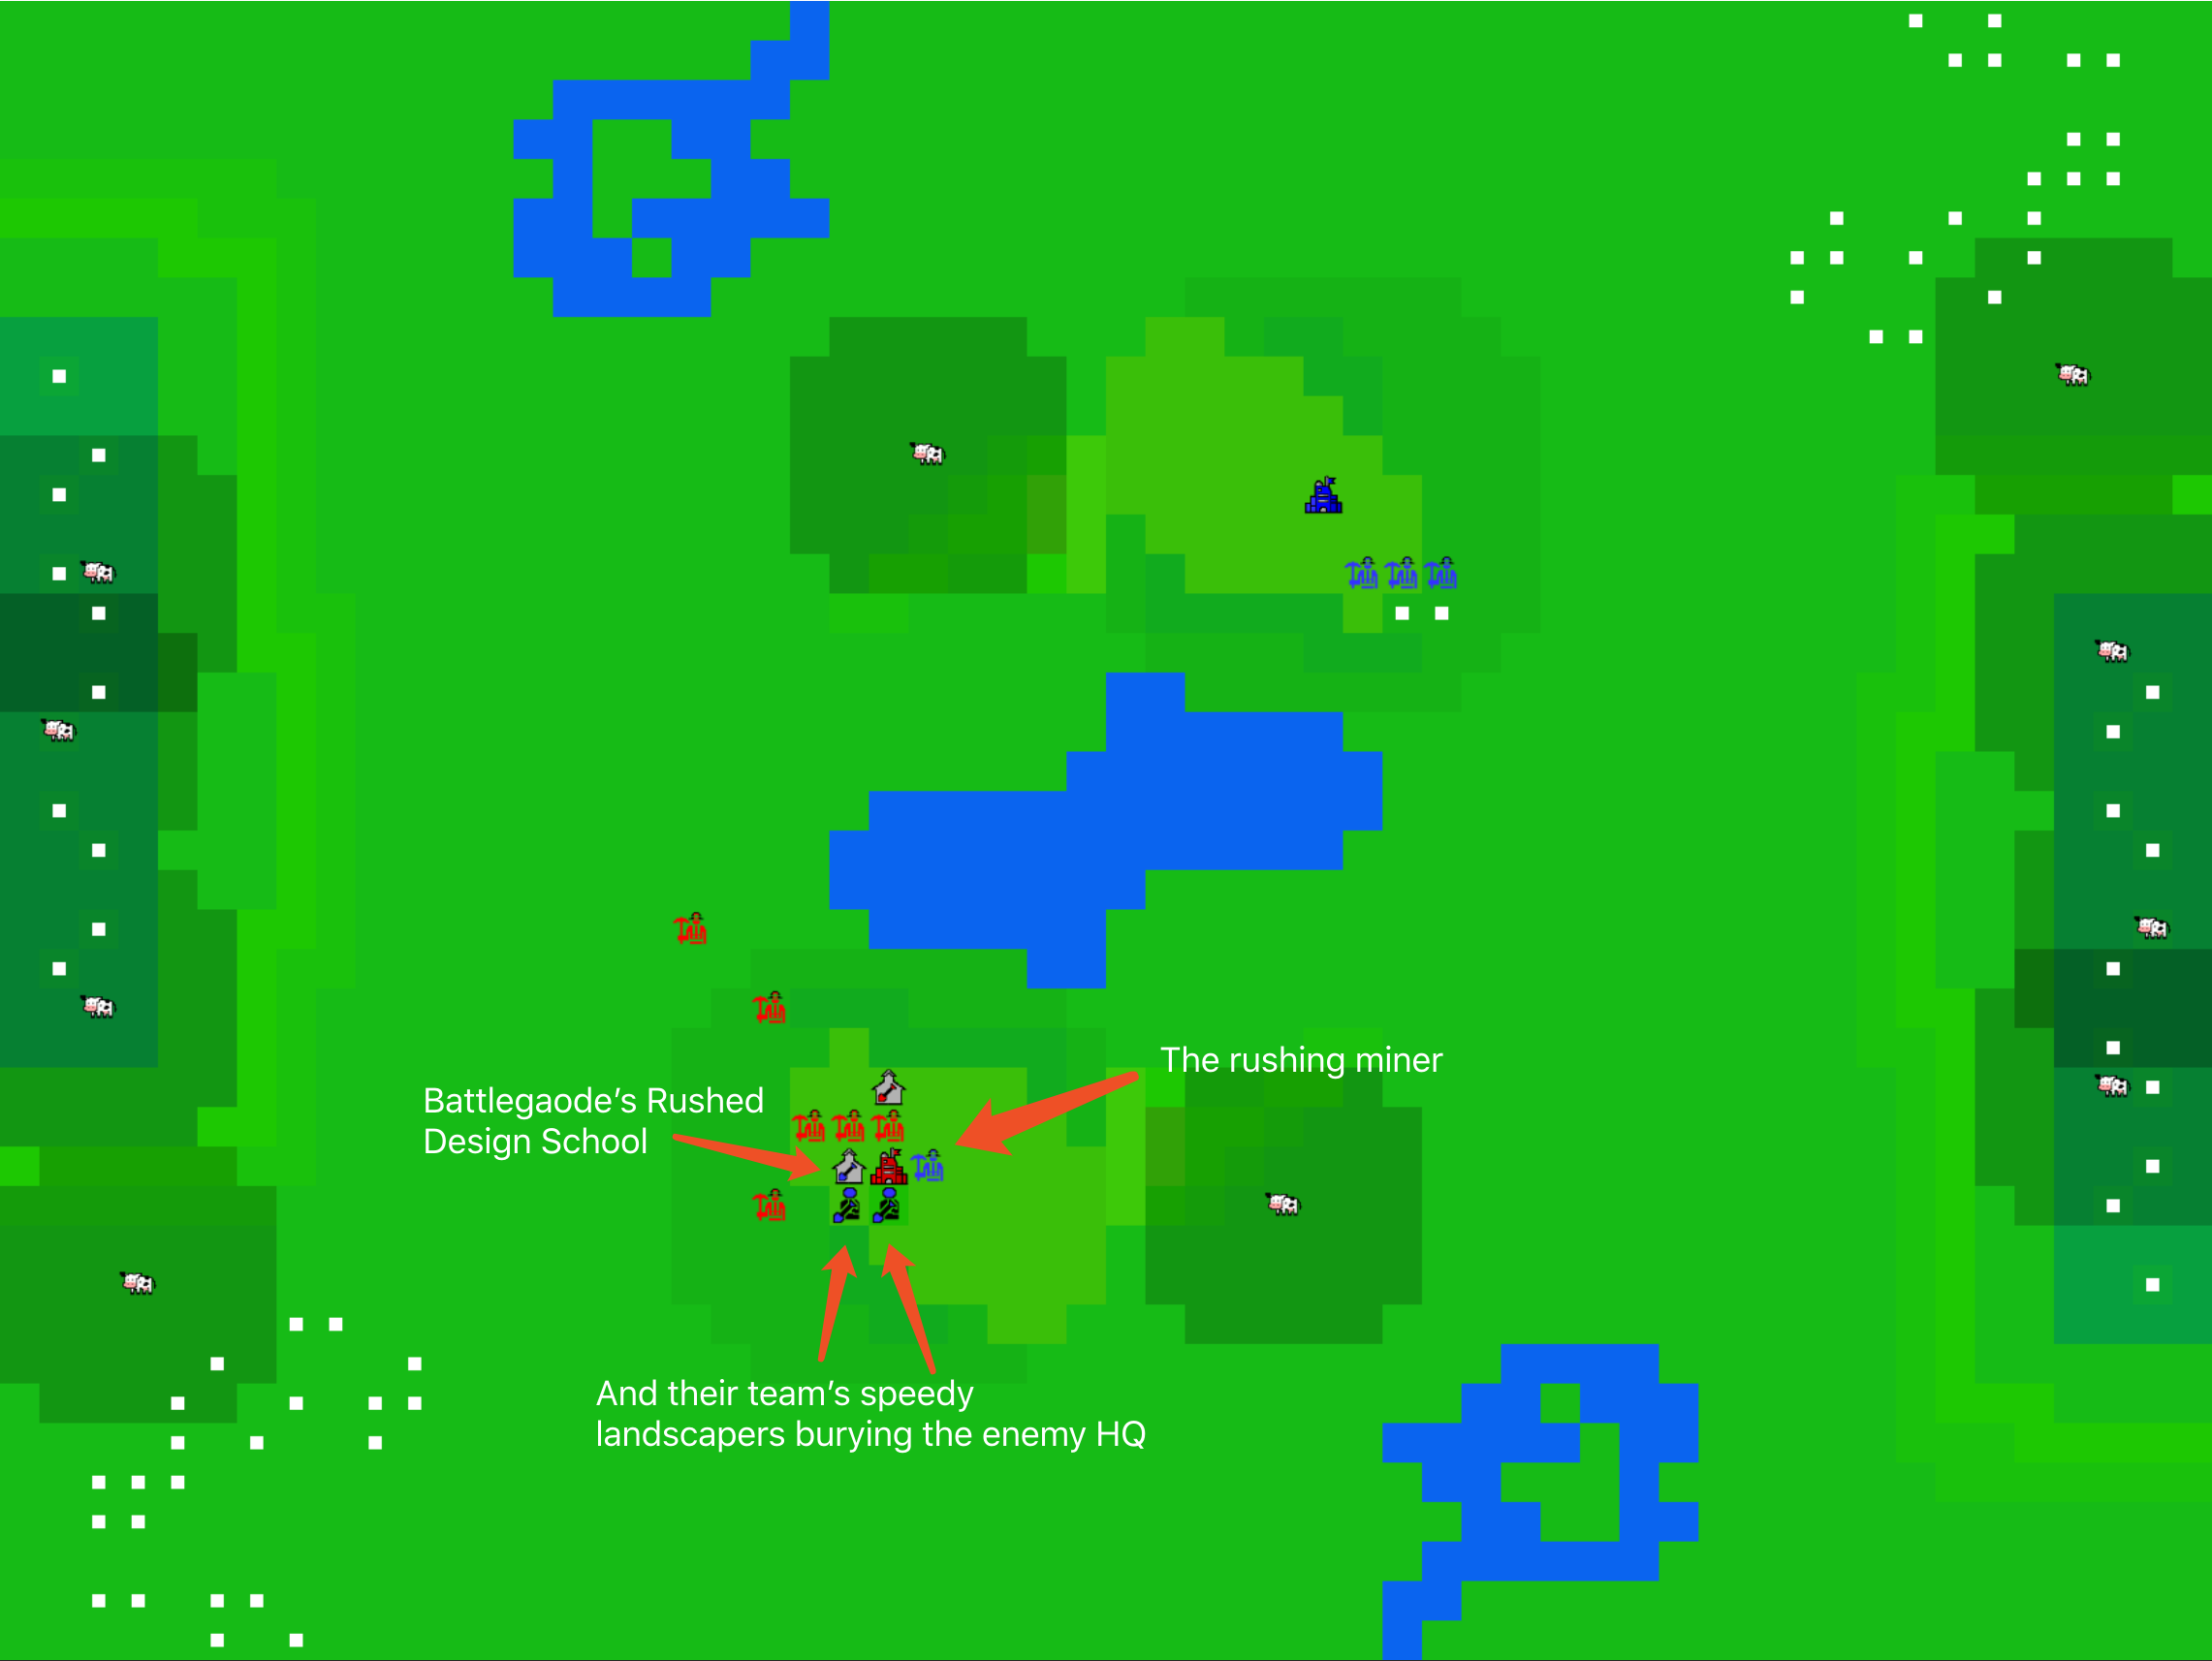 The rushing miner
Battlegaode's Rushed
Design School
And their team's speedy
landscapers burying the enemy HQ